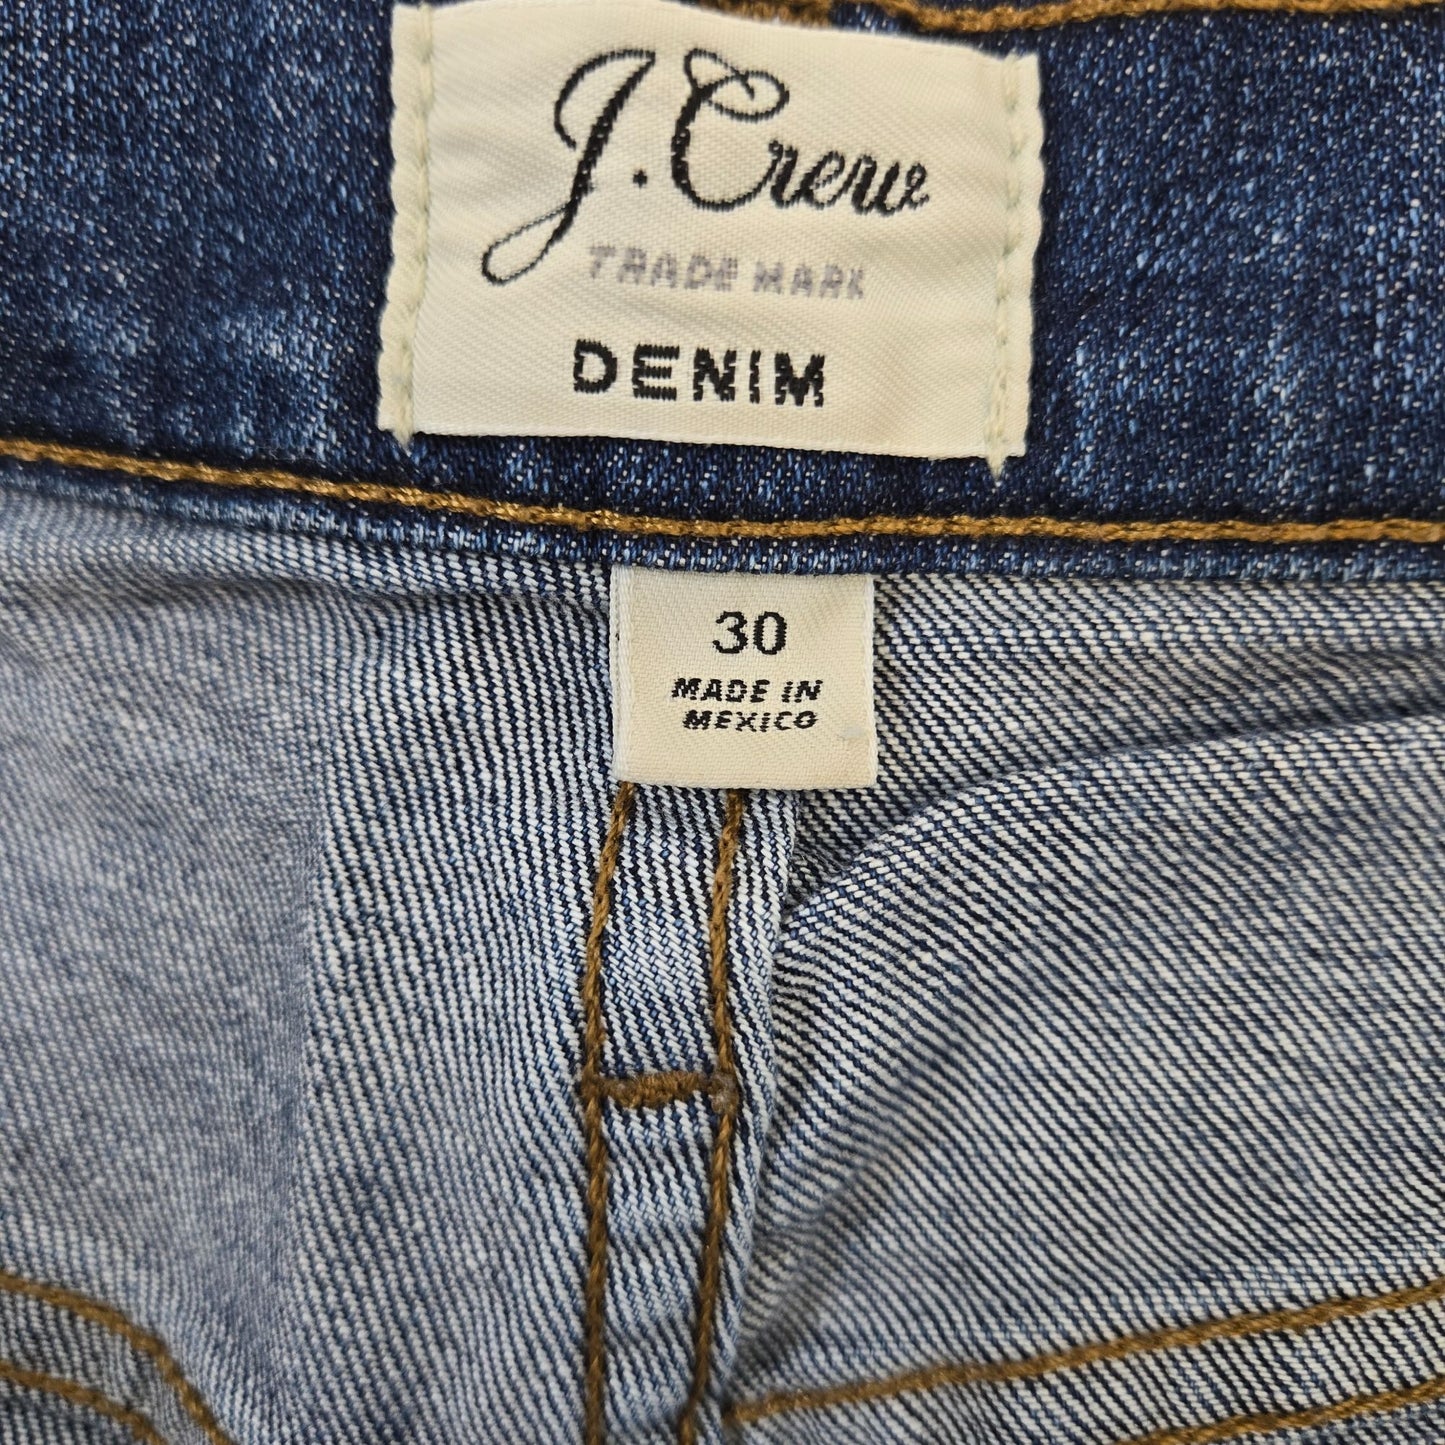 J.Crew
TRADE MARK
DENIM
30
MADE IN
MEXICO